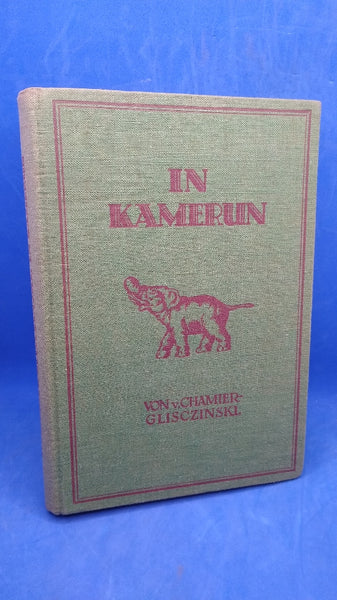 IN
KAMERUN
VON v. CHAMIER-
GLISCZINSKI.